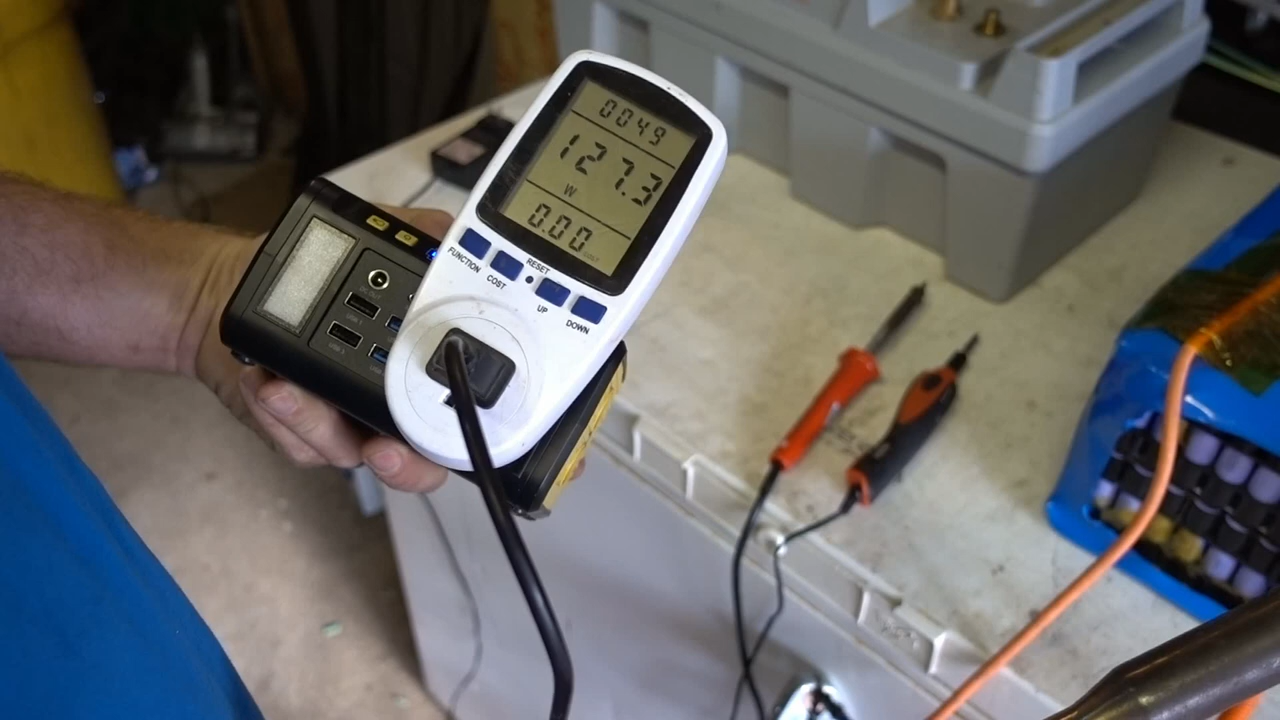 0049
127.3
W
0.00
FUNCTION
COST
RESET
UP
DOWN